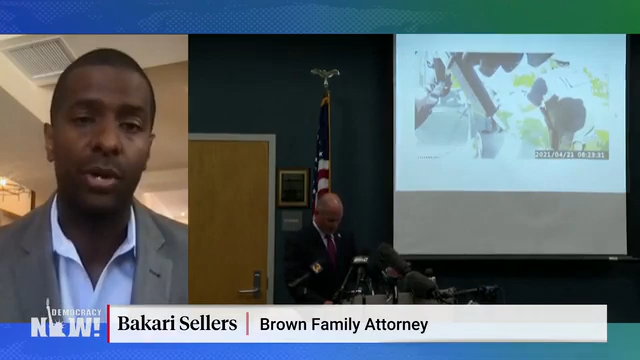 2021/04/21 08:23:31
DEMOCRACY
NOW!
Bakari Sellers | Brown Family Attorney